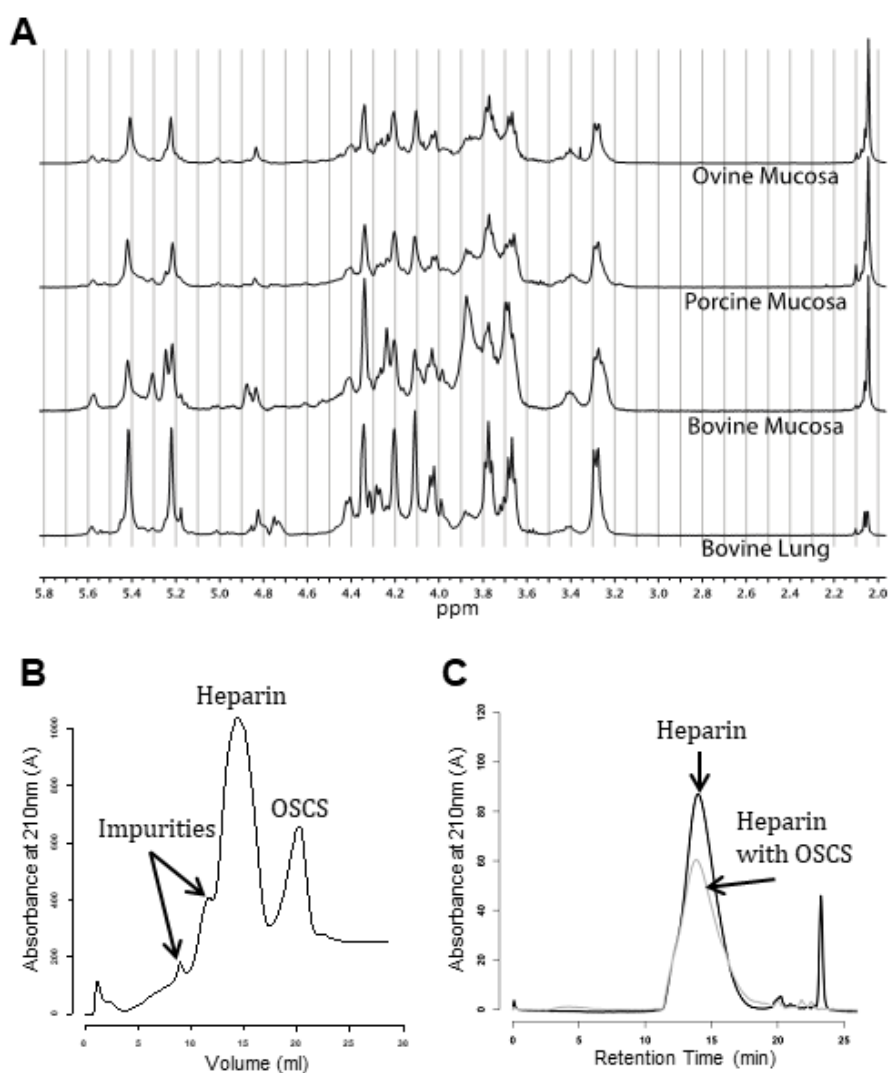 A
Ovine Mucosa
Porcine Mucosa
Bovine Mucosa
Bovine Lung
5.8 5.6 5.4 5.2 5.0 4.8 4.6 4.4 4.2 4.0 3.8 3.6 3.4 3.2 3.0 2.8 2.6 2.4 2.2 2.0
ppm
B
Heparin
Impurities
OSCS
Absorbance at 210nm (A)
1000
800
600
400
200
0
0 5 10 15 20 25 30
Volume (ml)
C
Heparin
Heparin
with OSCS
Absorbance at 210nm (A)
120
100
80
60
40
20
0
0 5 10 15 20 25
Retention Time (min)